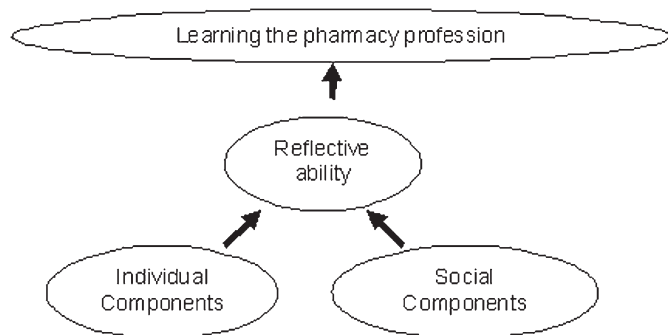 Learning the pharmacy profession
Reflective
ability
Individual
Components
Social
Components